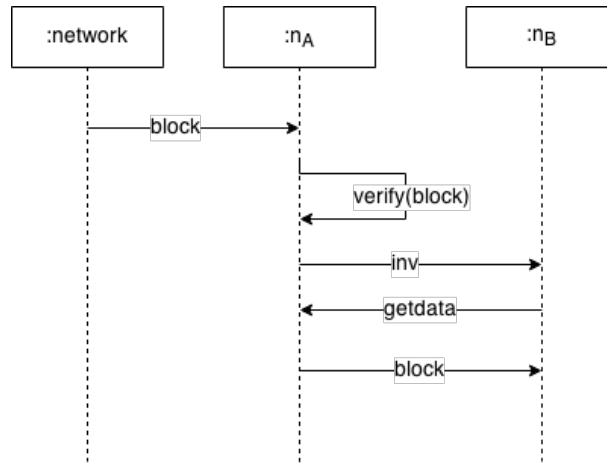 :network
:nA
:nB
block
verify(block)
inv
getdata
block